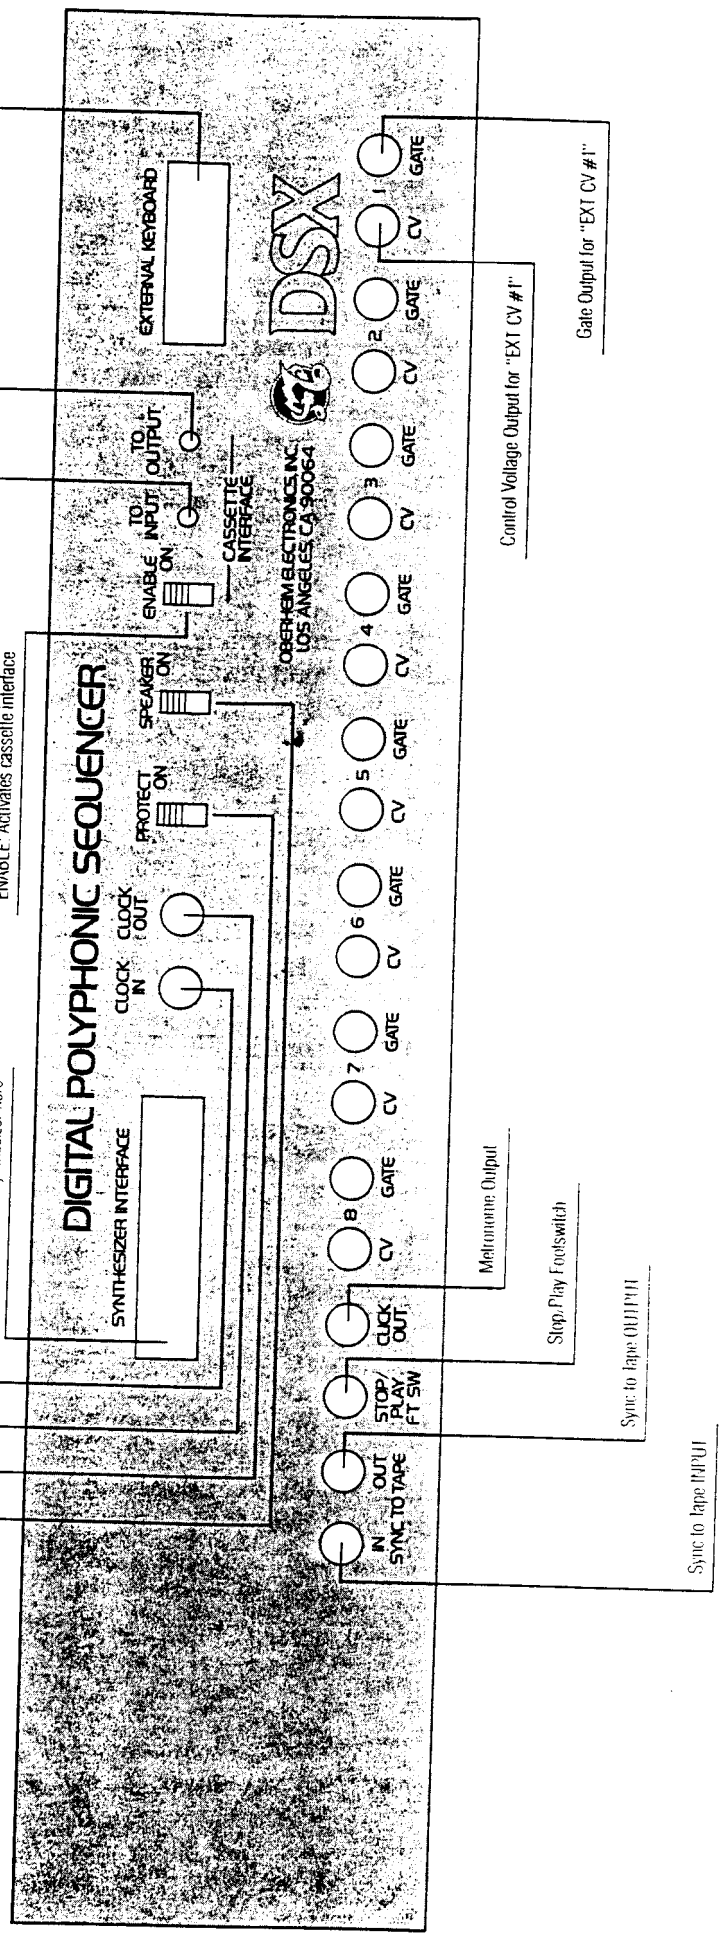 ENABLE: Activates cassette interface
DIGITAL POLYPHONIC SEQUENCER
SYNTHESIZER INTERFACE
CLOCK
IN
CLOCK
OUT
PROTECT
ON
SPEAKER
ON
ENABLE
ON
TO
INPUT
TO
OUTPUT
CASSETTE
INTERFACE
EXTERNAL KEYBOARD
OBERHEIM ELECTRONICS, INC.
LOS ANGELES, CA 90064
DSX
IN
OUT
SYNC TO TAPE
STOP/
PLAY
FT SW
CLICK
OUT
CV 8 GATE
CV 7 GATE
CV 6 GATE
CV 5 GATE
CV 4 GATE
CV 3 GATE
CV 2 GATE
CV 1 GATE
Sync to Tape INPUT
Sync to Tape OUTPUT
Stop/Play Footswitch
Metronome Output
Control Voltage Output for "EXT CV #1"
Gate Output for "EXT CV #1"